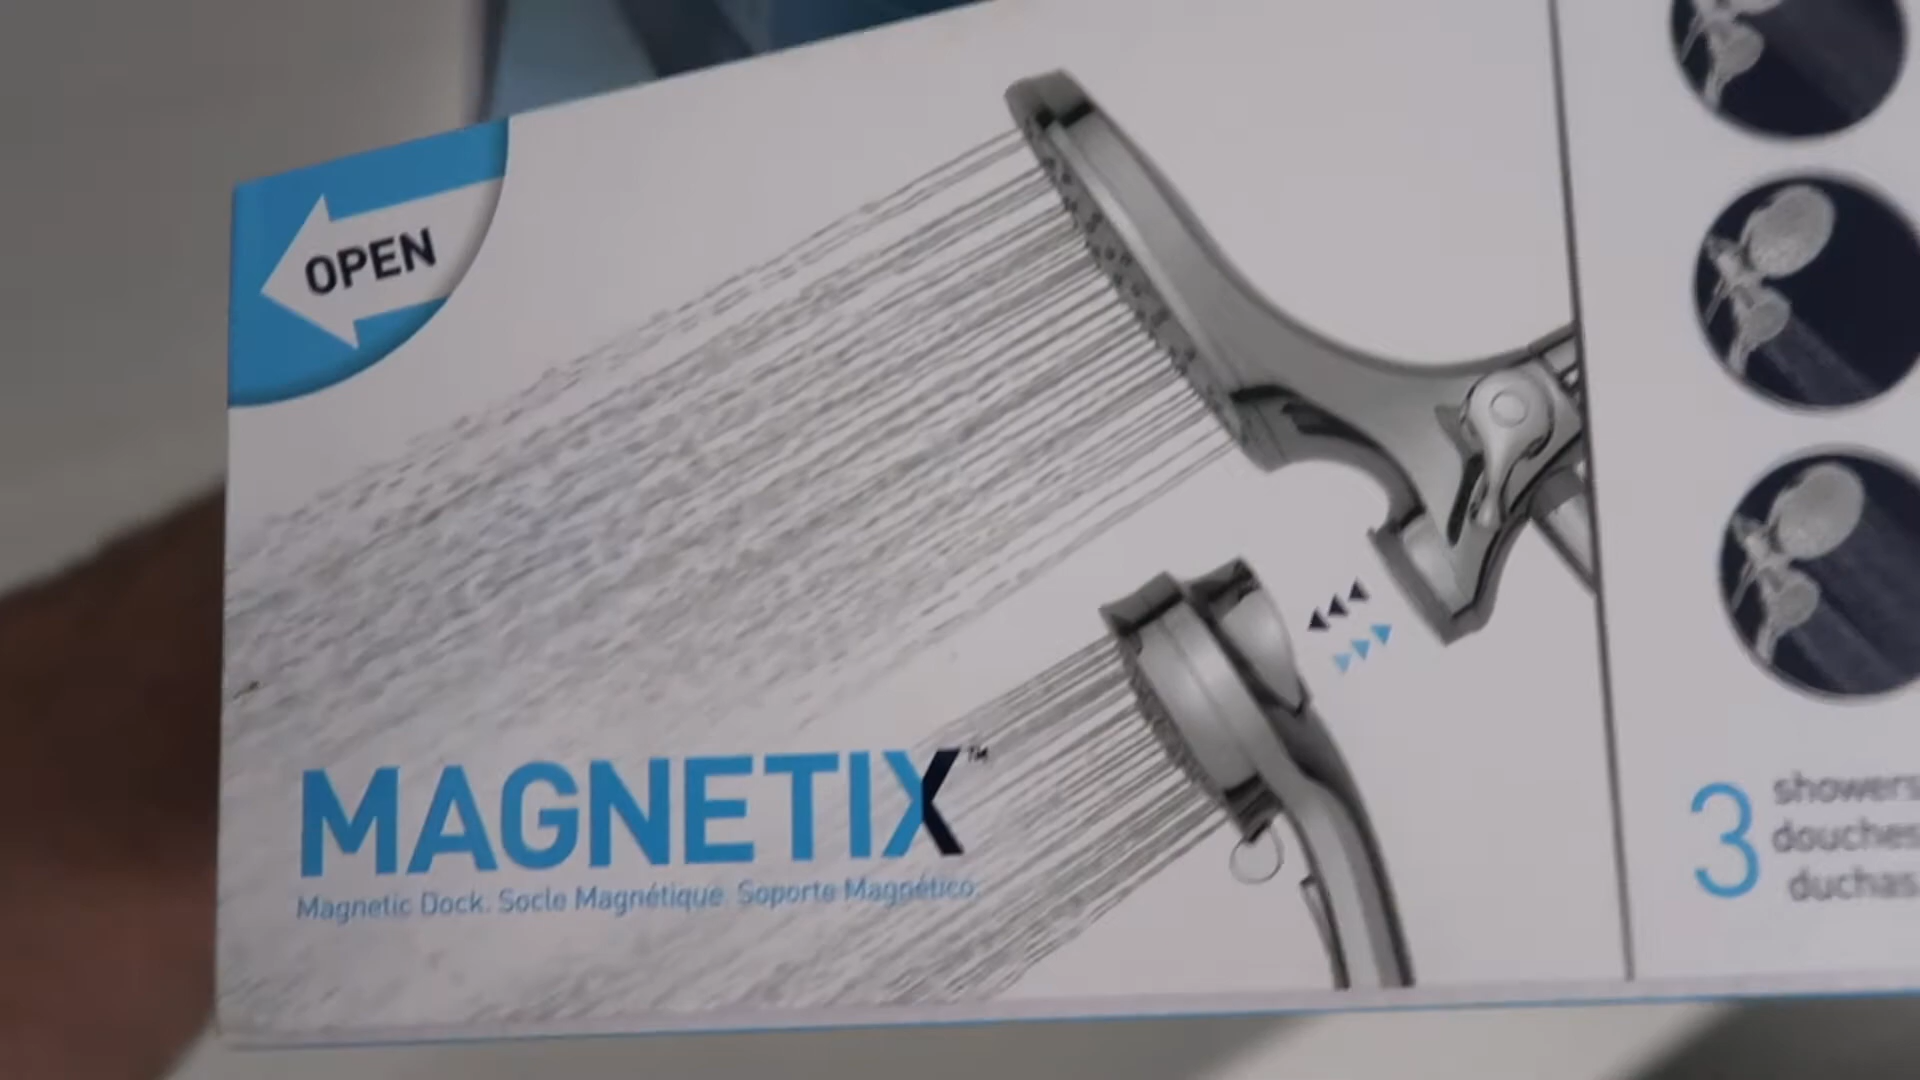 OPEN
MAGNETIX™
Magnetic Dock. Socle Magnétique. Soporte Magnético.
3
showers
douches
duchas